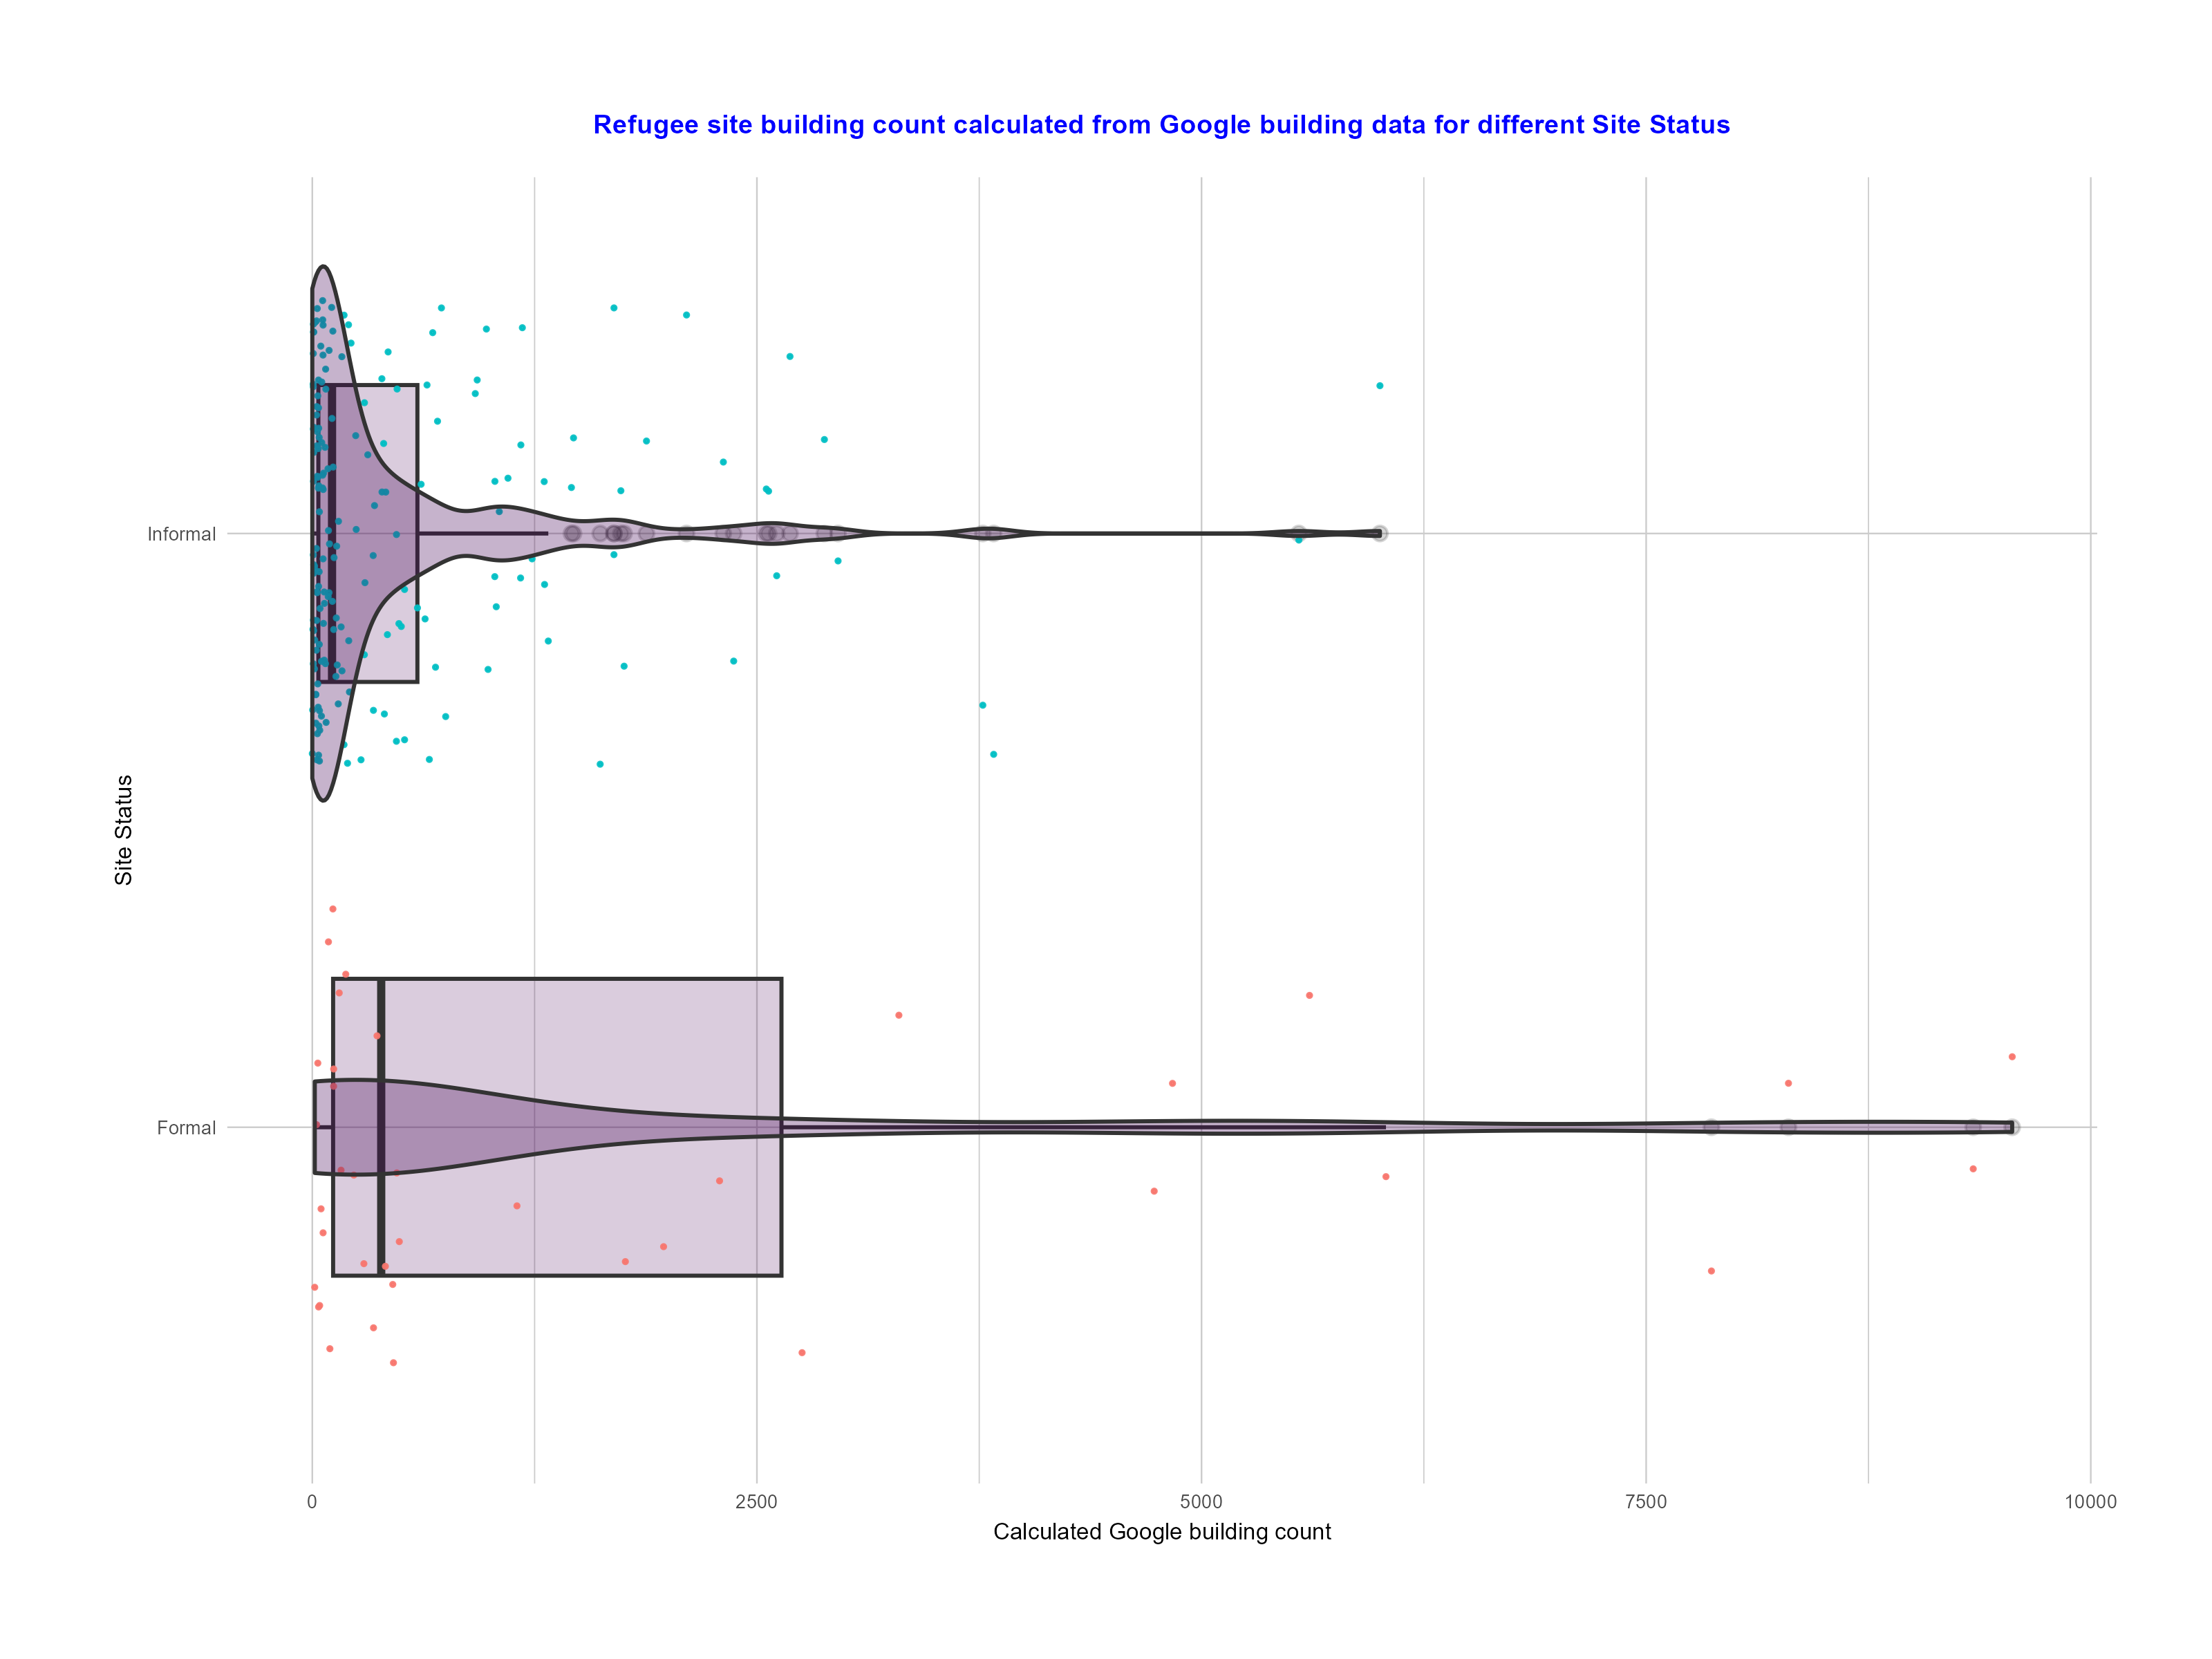 Refugee site building count calculated from Google building data for different Site Status
Site Status
Informal
Formal
0 2500 5000 7500 10000
Calculated Google building count